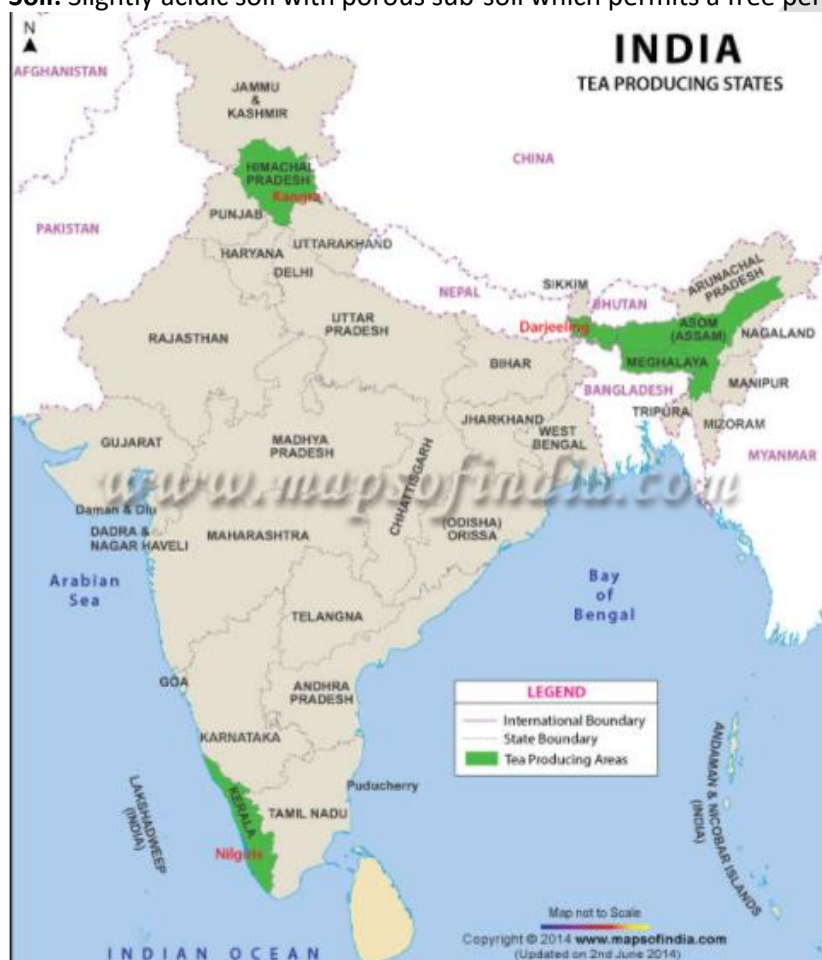 Soil: Slightly acidic soil with porous sub-soil which permits a free per
N
INDIA
TEA PRODUCING STATES
AFGHANISTAN
JAMMU
&
KASHMIR
CHINA
HIMACHAL
PRADESH
Kangra
PUNJAB
PAKISTAN
UTTARAKHAND
HARYANA
DELHI
ARUNACHAL
PRADESH
SIKKIM
NEPAL
BHUTAN
UTTAR
PRADESH
Darjeeling
ASOM
(ASSAM)
NAGALAND
RAJASTHAN
BIHAR
MEGHALAYA
MANIPUR
BANGLADESH
TRIPURA
JHARKHAND
MIZORAM
WEST
BENGAL
GUJARAT
MADHYA
PRADESH
MYANMAR
CHHATTISGARH
www.mapsofindia.com
Daman & Diu
DADRA &
NAGAR HAVELI
MAHARASHTRA
(ODISHA)
ORISSA
Arabian
Sea
Bay
of
Bengal
TELANGNA
GOA
ANDHRA
PRADESH
LEGEND
International Boundary
State Boundary
Tea Producing Areas
KARNATAKA
Puducherry
LAKSHADWEEP
(INDIA)
KERALA
TAMIL NADU
ANDAMAN & NICOBAR ISLANDS
(INDIA)
Nilgiris
Map not to Scale
Copyright © 2014 www.mapsofindia.com
(Updated on 2nd June 2014)
INDIAN OCEAN